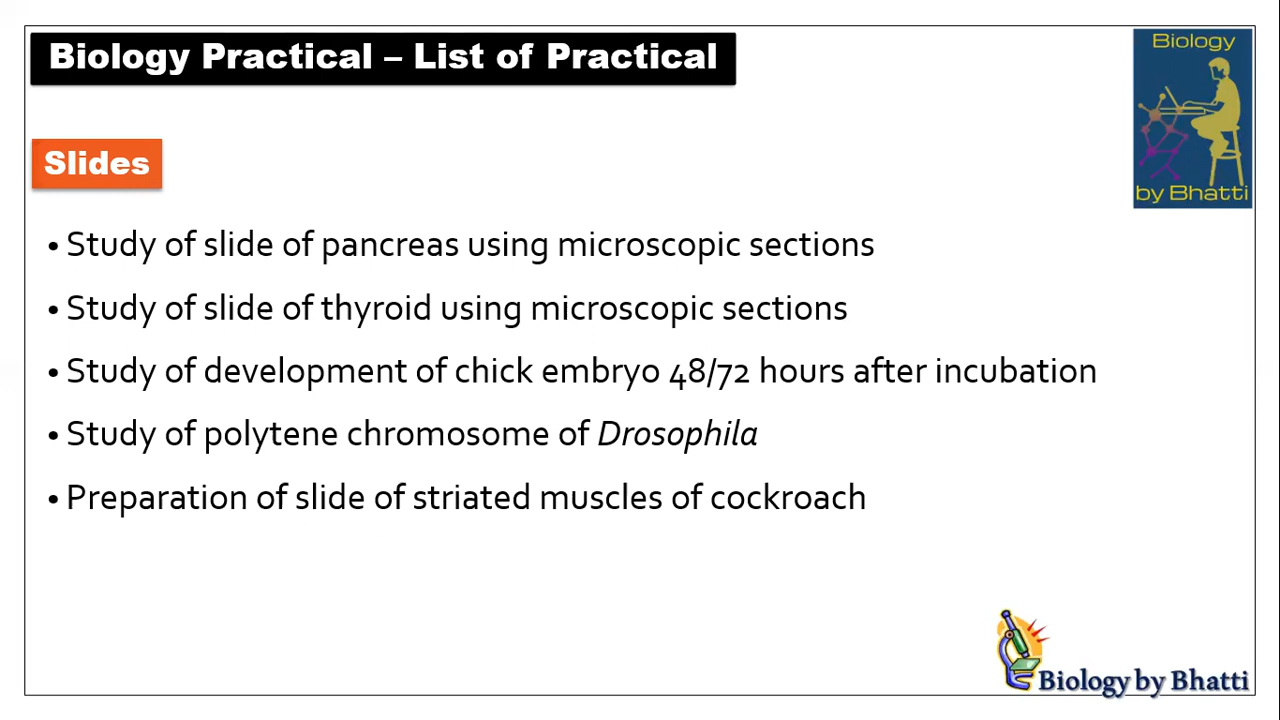 Biology Practical – List of Practical
Biology
by Bhatti
Slides
• Study of slide of pancreas using microscopic sections
• Study of slide of thyroid using microscopic sections
• Study of development of chick embryo 48/72 hours after incubation
• Study of polytene chromosome of Drosophila
• Preparation of slide of striated muscles of cockroach
Biology by Bhatti